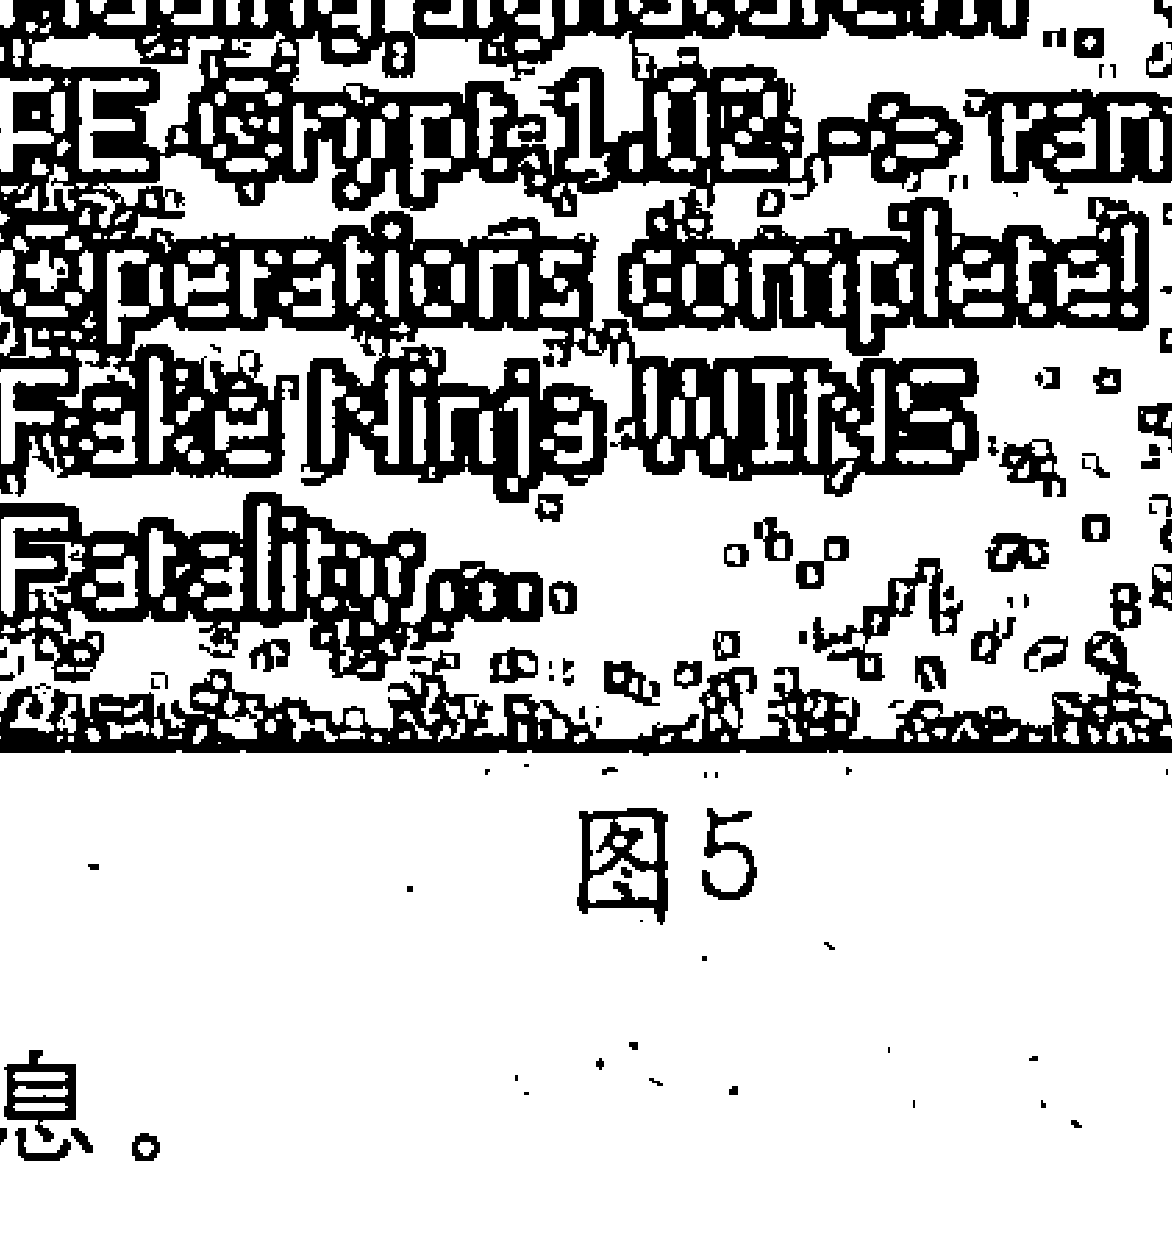 PE Crypt 1.02 -> ran
Operations complete!
Fake Ninja WINS
Fatality...
图5
息。